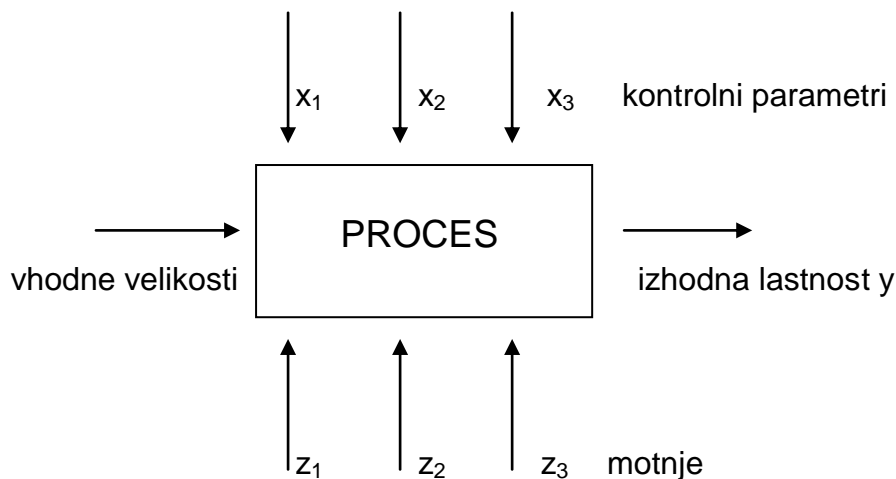 x₁ x₂ x₃ kontrolni parametri
PROCES
vhodne velikosti izhodna lastnost y
z₁ z₂ z₃ motnje